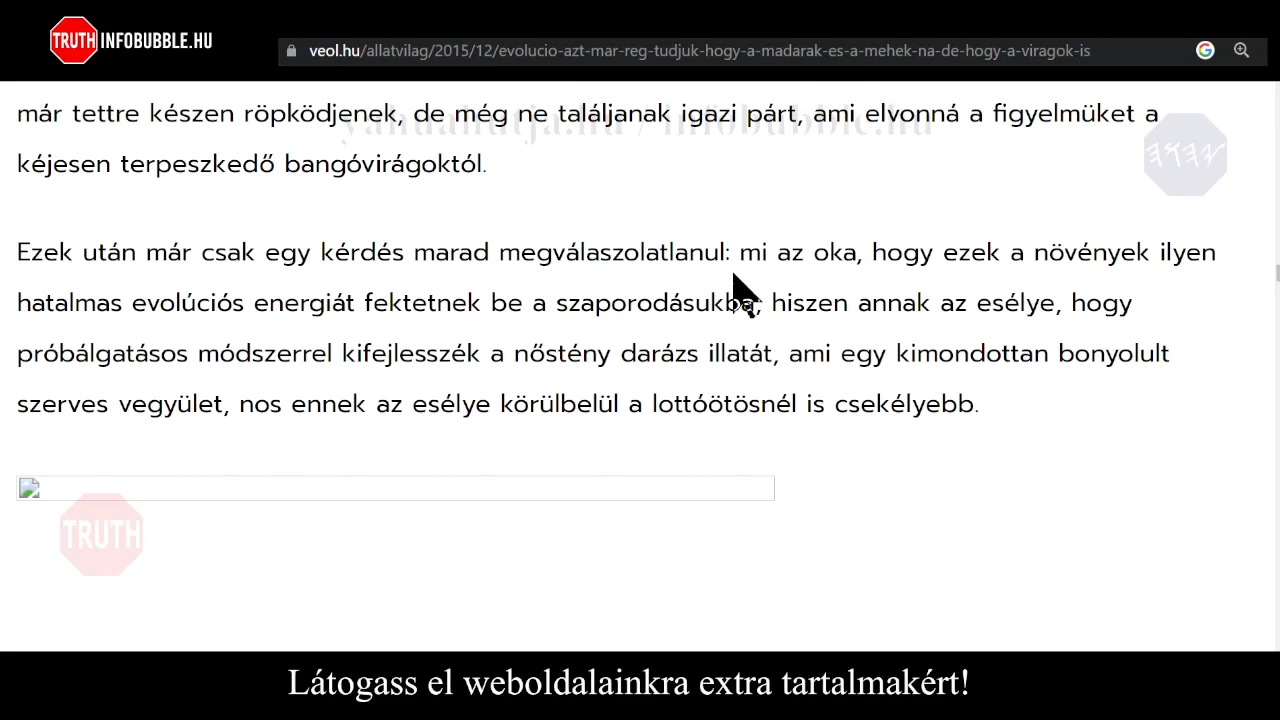 TRUTH INFOBUBBLE.HU
veol.hu/allatvilag/2015/12/evolucio-azt-mar-reg-tudjuk-hogy-a-madarak-es-a-mehek-na-de-hogy-a-viragok-is
már tettre készen röpködjenek, de még ne találjanak igazi párt, ami elvonná a figyelmüket a
yahuahutja.hu / infobubble.hu
kéjesen terpeszkedő bangóvirágoktól.
Ezek után már csak egy kérdés marad megválaszolatlanul: mi az oka, hogy ezek a növények ilyen
hatalmas evolúciós energiát fektetnek be a szaporodásukba, hiszen annak az esélye, hogy
próbálgatásos módszerrel kifejlesszék a nőstény darázs illatát, ami egy kimondottan bonyolult
szerves vegyület, nos ennek az esélye körülbelül a lottóötösnél is csekélyebb.
TRUTH
Látogass el weboldalainkra extra tartalmakért!